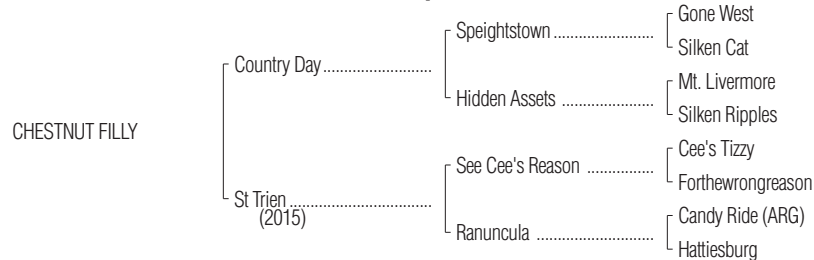 Gone West
Speightstown ......................
Silken Cat
Country Day ..........................
Mt. Livermore
Hidden Assets ....................
Silken Ripples
CHESTNUT FILLY
Cee's Tizzy
See Cee's Reason ...............
Forthewrongreason
St Trien ..................................
(2015)
Candy Ride (ARG)
Ranuncula ..........................
Hattiesburg